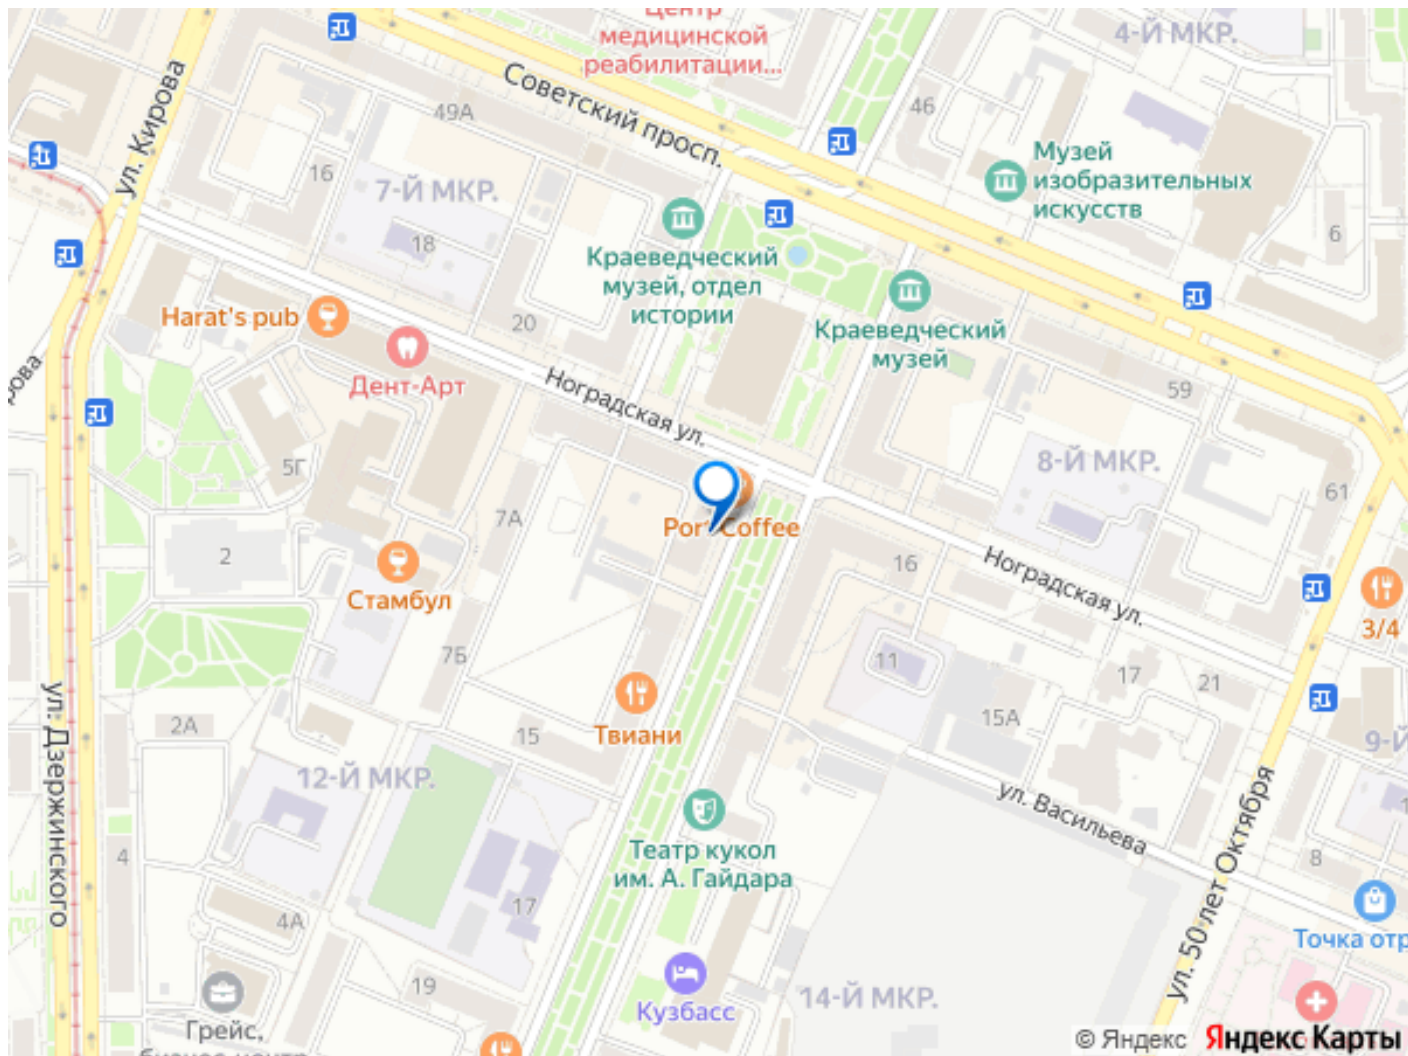 Центр
медицинской
реабилитации...
4-Й МКР.
ул. Кирова
Советский просп.
49А
46
16
7-Й МКР.
Музей
изобразительных
искусств
18
6
Краеведческий
музей, отдел
истории
Harat's pub
20
Краеведческий
музей
Дент-Арт
59
Ноградская ул.
5Г
8-Й МКР.
61
7А
Coffee
2
16
Ноградская ул.
Стамбул
3/4
7Б
11
17
21
2А
15
Твиани
15А
9-Й
12-Й МКР.
ул. Дзержинского
ул. Васильева
ул. 50 лет Октября
4
Театр кукол
им. А. Гайдара
8
17
4А
Точка отр
19
Кузбасс
14-Й МКР.
Грейс,
бизнес-центр
© Яндекс Яндекс Карты